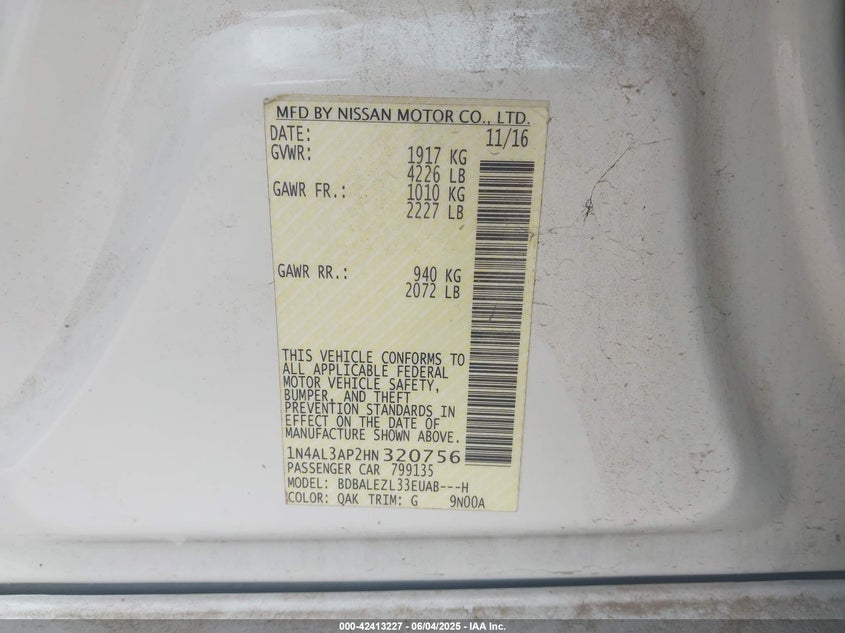 MFD BY NISSAN MOTOR CO., LTD.
DATE: 11/16
GVWR: 1917 KG
4226 LB
GAWR FR.: 1010 KG
2227 LB
GAWR RR.: 940 KG
2072 LB
THIS VEHICLE CONFORMS TO
ALL APPLICABLE FEDERAL
MOTOR VEHICLE SAFETY,
BUMPER, AND THEFT
PREVENTION STANDARDS IN
EFFECT ON THE DATE OF
MANUFACTURE SHOWN ABOVE.
1N4AL3AP2HN 320756
PASSENGER CAR 799135
MODEL: BDBALEZL33EUAB---H
COLOR: QAK TRIM: G 9N00A
000-42413227 - 06/04/2025 - IAA Inc.